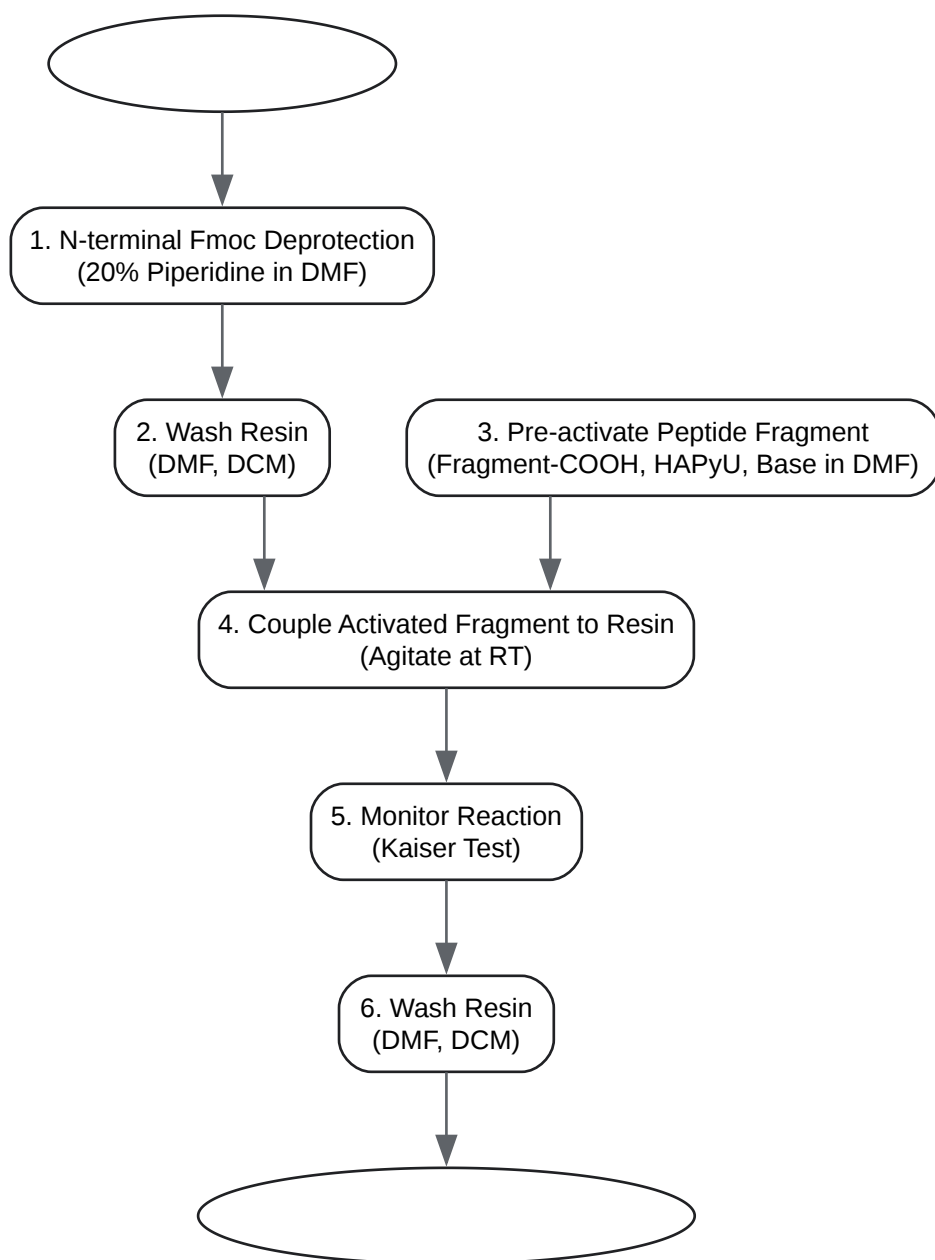 1. N-terminal Fmoc Deprotection
(20% Piperidine in DMF)
2. Wash Resin
(DMF, DCM)
3. Pre-activate Peptide Fragment
(Fragment-COOH, HAPyU, Base in DMF)
4. Couple Activated Fragment to Resin
(Agitate at RT)
5. Monitor Reaction
(Kaiser Test)
6. Wash Resin
(DMF, DCM)